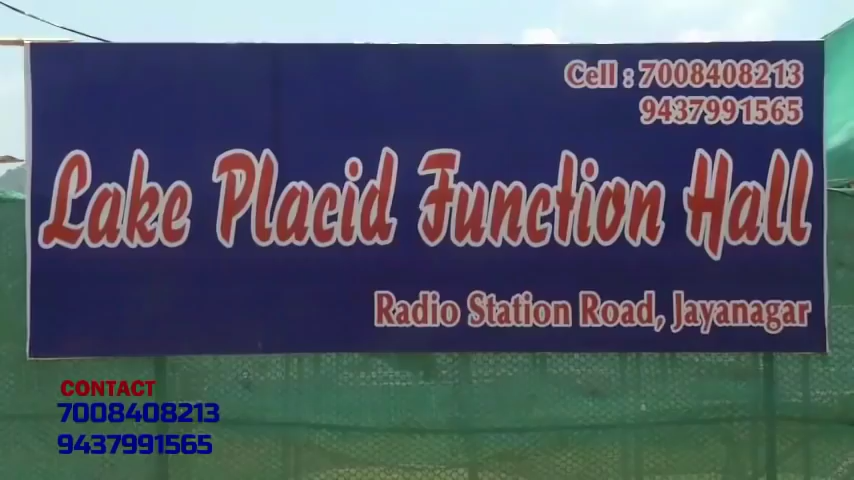 Cell : 7008408213
9437991565
Lake Placid Function Hall
Radio Station Road, Jayanagar
CONTACT
7008408213
9437991565